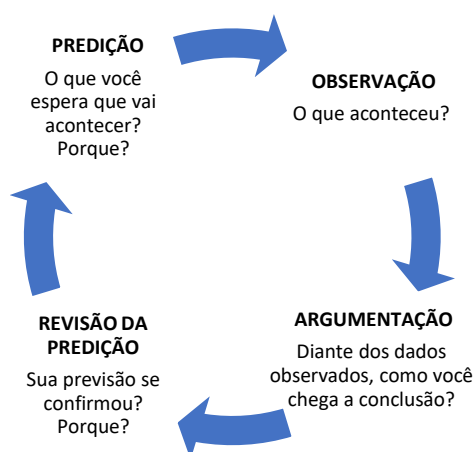 PREDIÇÃO
O que você
espera que vai
acontecer?
Porque?
OBSERVAÇÃO
O que aconteceu?
ARGUMENTAÇÃO
Diante dos dados
observados, como você
chega a conclusão?
REVISÃO DA
PREDIÇÃO
Sua previsão se
confirmou?
Porque?